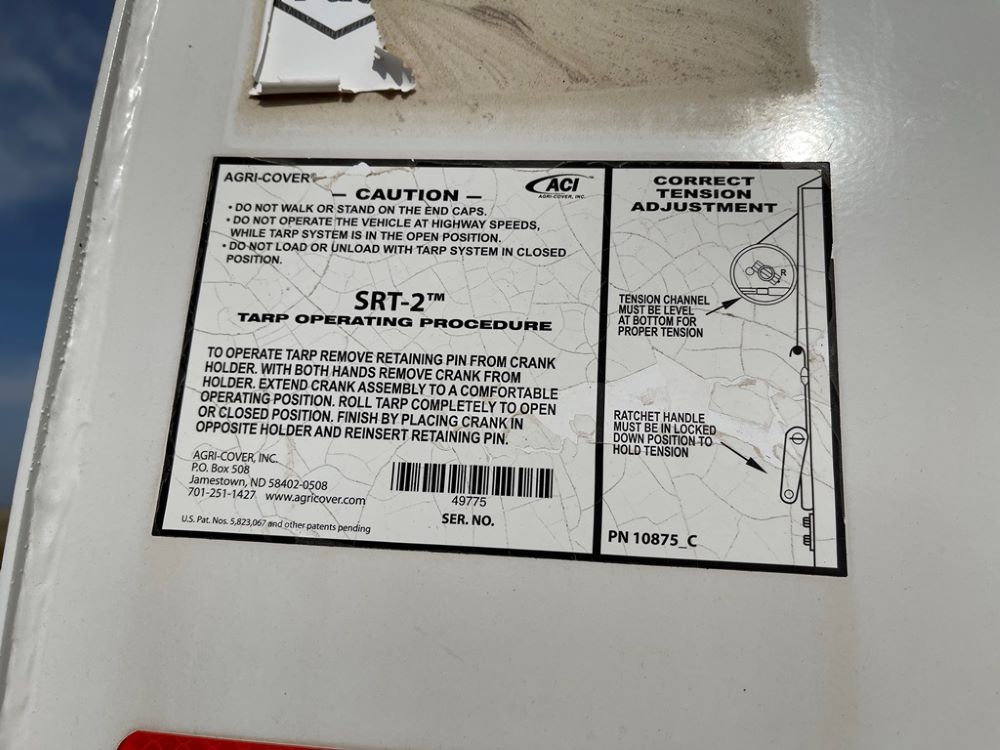 AGRI-COVER®
ACI™
AGRI-COVER, INC.
— CAUTION —
• DO NOT WALK OR STAND ON THE END CAPS.
• DO NOT OPERATE THE VEHICLE AT HIGHWAY SPEEDS,
WHILE TARP SYSTEM IS IN THE OPEN POSITION.
• DO NOT LOAD OR UNLOAD WITH TARP SYSTEM IN CLOSED
POSITION.
SRT-2™
TARP OPERATING PROCEDURE
TO OPERATE TARP REMOVE RETAINING PIN FROM CRANK
HOLDER. WITH BOTH HANDS REMOVE CRANK FROM
HOLDER. EXTEND CRANK ASSEMBLY TO A COMFORTABLE
OPERATING POSITION. ROLL TARP COMPLETELY TO OPEN
OR CLOSED POSITION. FINISH BY PLACING CRANK IN
OPPOSITE HOLDER AND REINSERT RETAINING PIN.
AGRI-COVER, INC.
P.O. Box 508
Jamestown, ND 58402-0508
701-251-1427 www.agricover.com
49775
SER. NO.
U.S. Pat. Nos. 5,823,067 and other patents pending
CORRECT
TENSION
ADJUSTMENT
R
TENSION CHANNEL
MUST BE LEVEL
AT BOTTOM FOR
PROPER TENSION
RATCHET HANDLE
MUST BE IN LOCKED
DOWN POSITION TO
HOLD TENSION
PN 10875_C